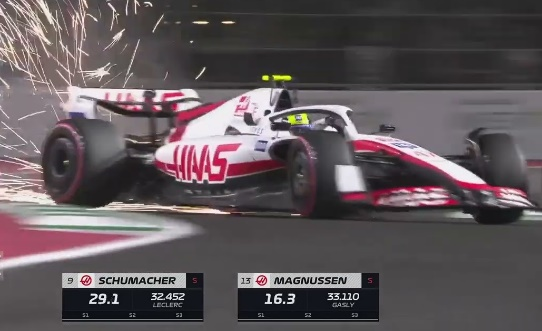 HAAS
HAAS
9 SCHUMACHER S
29.1 32.452
LECLERC
S1 S2 S3
13 MAGNUSSEN S
16.3 33.110
GASLY
S1 S2 S3